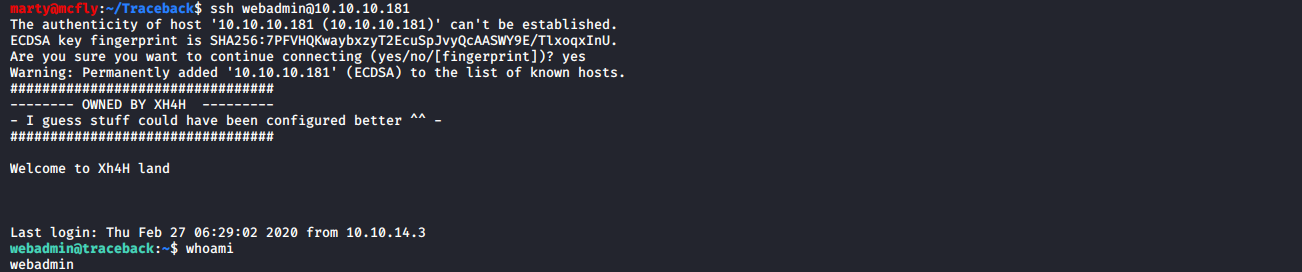 marty@mcfly:~/Traceback$ ssh webadmin@10.10.10.181
The authenticity of host '10.10.10.181 (10.10.10.181)' can't be established.
ECDSA key fingerprint is SHA256:7PFVHQKwaybxzyT2EcuSpJvyQcAASWY9E/TlxoqxInU.
Are you sure you want to continue connecting (yes/no/[fingerprint])? yes
Warning: Permanently added '10.10.10.181' (ECDSA) to the list of known hosts.
#################################
-------- OWNED BY XH4H  ---------
- I guess stuff could have been configured better ^^ -
#################################
Welcome to Xh4H land
Last login: Thu Feb 27 06:29:02 2020 from 10.10.14.3
webadmin@traceback:~$ whoami
webadmin